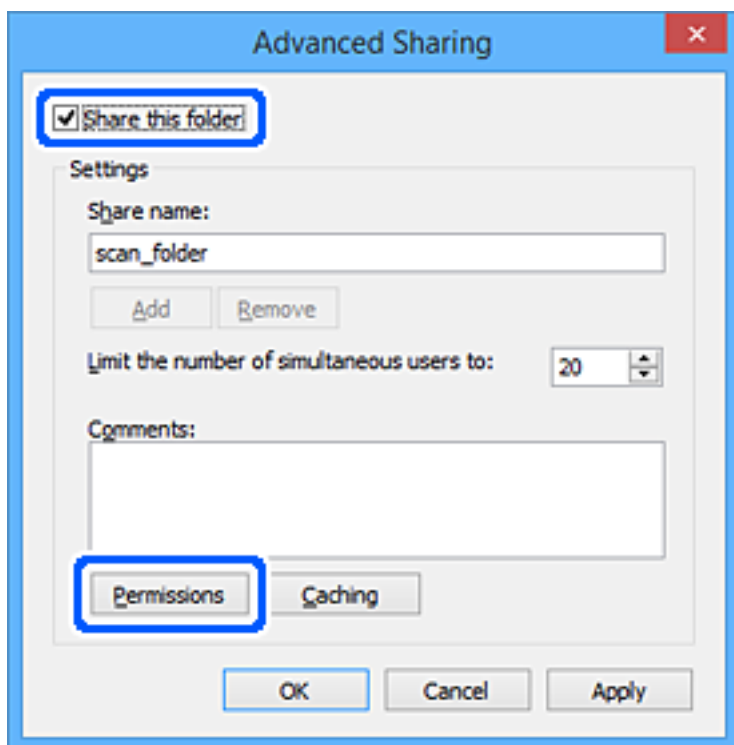 Advanced Sharing
Share this folder
Settings
Share name:
scan_folder
Add Remove
Limit the number of simultaneous users to: 20
Comments:
Permissions Caching
OK Cancel Apply